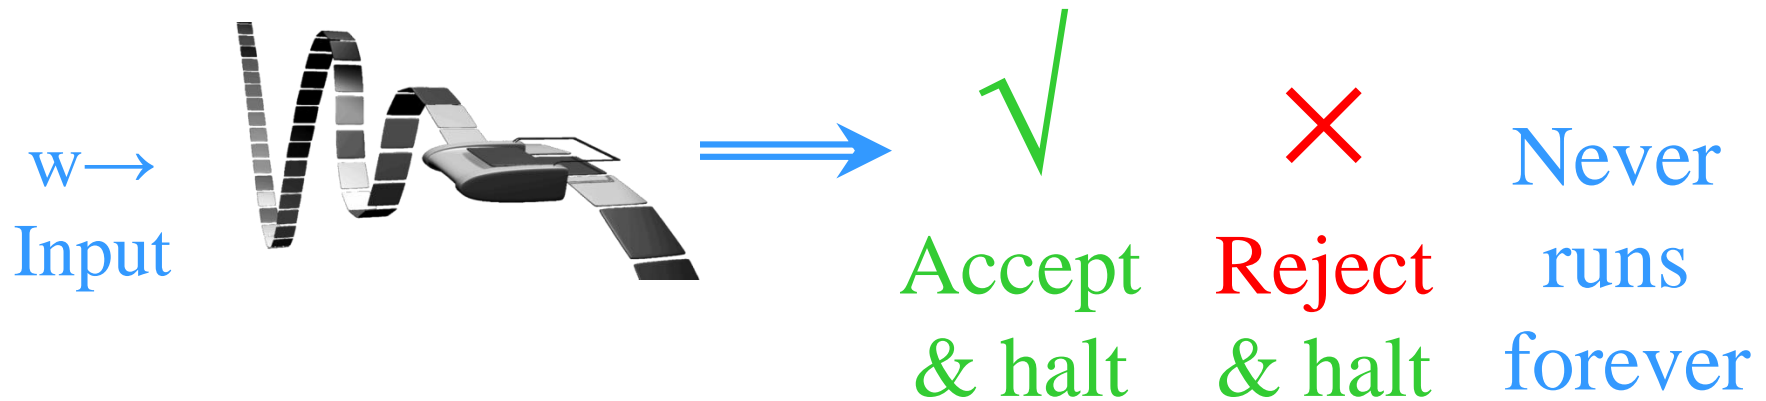 w→
Input
√
Accept
& halt
×
Reject
& halt
Never
runs
forever